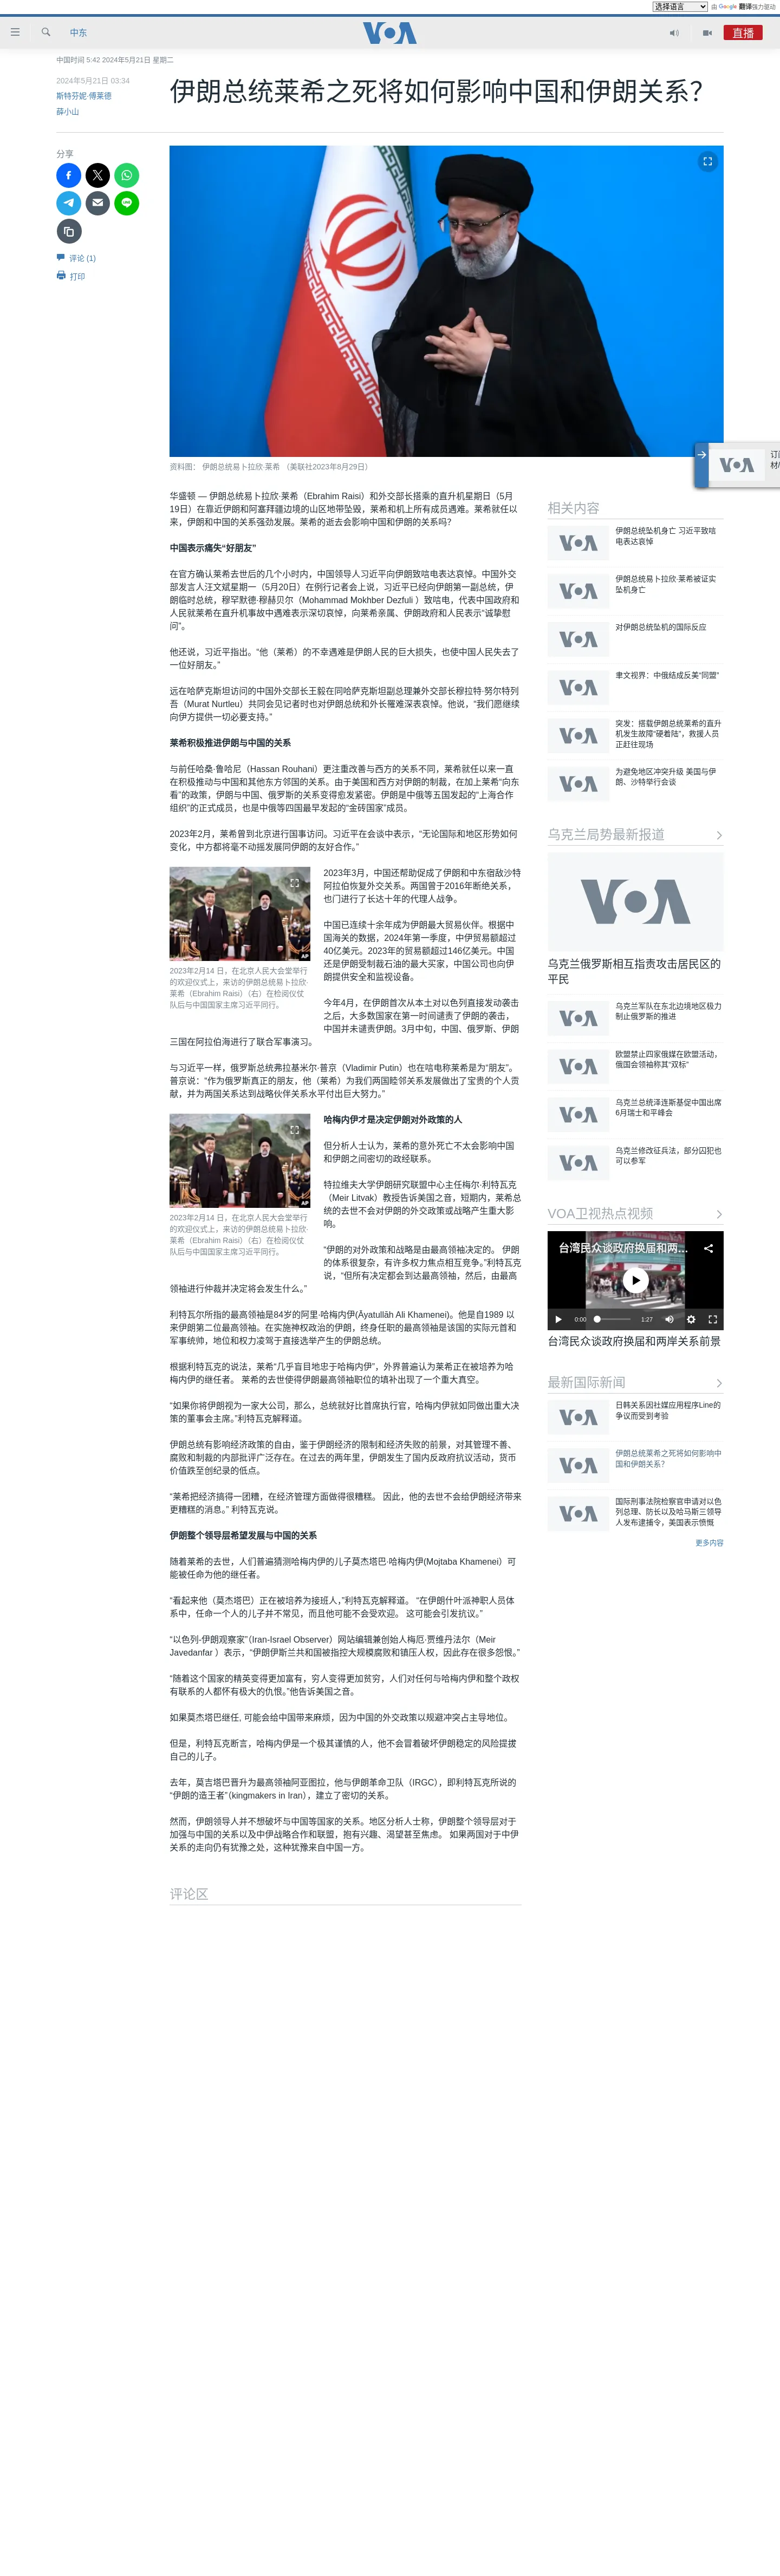 选择语言 由 Google 翻译强力驱动
中东
VOA
直播
中国时间 5:42 2024年5月21日 星期二
2024年5月21日 03:34
斯特芬妮·傅莱德
薛小山
伊朗总统莱希之死将如何影响中国和伊朗关系？
分享
评论 (1)
打印
资料图： 伊朗总统易卜拉欣·莱希 （美联社2023年8月29日）
华盛顿 — 伊朗总统易卜拉欣·莱希（Ebrahim Raisi）和外交部长搭乘的直升机星期日（5月
19日）在靠近伊朗和阿塞拜疆边境的山区地带坠毁，莱希和机上所有成员遇难。莱希就任以
来，伊朗和中国的关系强劲发展。莱希的逝去会影响中国和伊朗的关系吗？
中国表示痛失“好朋友”
在官方确认莱希去世后的几个小时内，中国领导人习近平向伊朗致唁电表达哀悼。中国外交
部发言人汪文斌星期一（5月20日）在例行记者会上说，习近平已经向伊朗第一副总统，伊
朗临时总统，穆罕默德·穆赫贝尔（Mohammad Mokhber Dezfuli ）致唁电，代表中国政府和
人民就莱希在直升机事故中遇难表示深切哀悼，向莱希亲属、伊朗政府和人民表示“诚挚慰
问”。
他还说，习近平指出。“他（莱希）的不幸遇难是伊朗人民的巨大损失，也使中国人民失去了
一位好朋友。”
远在哈萨克斯坦访问的中国外交部长王毅在同哈萨克斯坦副总理兼外交部长穆拉特·努尔特列
吾（Murat Nurtleu）共同会见记者时也对伊朗总统和外长罹难深表哀悼。他说，“我们愿继续
向伊方提供一切必要支持。”
莱希积极推进伊朗与中国的关系
与前任哈桑·鲁哈尼（Hassan Rouhani）更注重改善与西方的关系不同，莱希就任以来一直
在积极推动与中国和其他东方邻国的关系。由于美国和西方对伊朗的制裁，在加上莱希“向东
看”的政策，伊朗与中国、俄罗斯的关系变得愈发紧密。伊朗是中俄等五国发起的“上海合作
组织”的正式成员，也是中俄等四国最早发起的“金砖国家”成员。
2023年2月，莱希曾到北京进行国事访问。习近平在会谈中表示，“无论国际和地区形势如何
变化，中方都将毫不动摇发展同伊朗的友好合作。”
AP
2023年2月14 日，在北京人民大会堂举行
的欢迎仪式上，来访的伊朗总统易卜拉欣·
莱希（Ebrahim Raisi）（右）在检阅仪仗
队后与中国国家主席习近平同行。
2023年3月，中国还帮助促成了伊朗和中东宿敌沙特
阿拉伯恢复外交关系。两国曾于2016年断绝关系，
也门进行了长达十年的代理人战争。
中国已连续十余年成为伊朗最大贸易伙伴。根据中
国海关的数据，2024年第一季度，中伊贸易额超过
40亿美元。2023年的贸易额超过146亿美元。中国
还是伊朗受制裁石油的最大买家，中国公司也向伊
朗提供安全和监视设备。
今年4月，在伊朗首次从本土对以色列直接发动袭击
之后，大多数国家在第一时间谴责了伊朗的袭击，
中国并未谴责伊朗。3月中旬，中国、俄罗斯、伊朗
三国在阿拉伯海进行了联合军事演习。
与习近平一样，俄罗斯总统弗拉基米尔·普京（Vladimir Putin）也在唁电称莱希是为“朋友”。
普京说：“作为俄罗斯真正的朋友，他（莱希）为我们两国睦邻关系发展做出了宝贵的个人贡
献，并为两国关系达到战略伙伴关系水平付出巨大努力。”
AP
2023年2月14 日，在北京人民大会堂举行
的欢迎仪式上，来访的伊朗总统易卜拉欣·
莱希（Ebrahim Raisi）（右）在检阅仪仗
队后与中国国家主席习近平同行。
哈梅内伊才是决定伊朗对外政策的人
但分析人士认为，莱希的意外死亡不太会影响中国
和伊朗之间密切的政经联系。
特拉维夫大学伊朗研究联盟中心主任梅尔·利特瓦克
（Meir Litvak）教授告诉美国之音，短期内，莱希总
统的去世不会对伊朗的外交政策或战略产生重大影
响。
“伊朗的对外政策和战略是由最高领袖决定的。 伊朗
的体系很复杂，有许多权力焦点相互竞争。”利特瓦克
说，“但所有决定都会到达最高领袖，然后，由最高
领袖进行仲裁并决定将会发生什么。”
利特瓦尔所指的最高领袖是84岁的阿里·哈梅内伊(Āyatullāh Ali Khamenei)。他是自1989 以
来伊朗第二位最高领袖。在实施神权政治的伊朗，终身任职的最高领袖是该国的实际元首和
军事统帅，地位和权力凌驾于直接选举产生的伊朗总统。
根据利特瓦克的说法，莱希“几乎盲目地忠于哈梅内伊”，外界普遍认为莱希正在被培养为哈
梅内伊的继任者。 莱希的去世使得伊朗最高领袖职位的填补出现了一个重大真空。
“如果你将伊朗视为一家大公司，那么，总统就好比首席执行官，哈梅内伊就如同做出重大决
策的董事会主席。”利特瓦克解释道。
伊朗总统有影响经济政策的自由，鉴于伊朗经济的限制和经济失败的前景，对其管理不善、
腐败和制裁的内部批评广泛存在。在过去的两年里，伊朗发生了国内反政府抗议活动，货币
价值跌至创纪录的低点。
“莱希把经济搞得一团糟，在经济管理方面做得很糟糕。 因此，他的去世不会给伊朗经济带来
更糟糕的消息。” 利特瓦克说。
伊朗整个领导层希望发展与中国的关系
随着莱希的去世，人们普遍猜测哈梅内伊的儿子莫杰塔巴·哈梅内伊(Mojtaba Khamenei）可
能被任命为他的继任者。
“看起来他（莫杰塔巴）正在被培养为接班人，”利特瓦克解释道。 “在伊朗什叶派神职人员体
系中，任命一个人的儿子并不常见，而且他可能不会受欢迎。 这可能会引发抗议。”
“以色列-伊朗观察家”（Iran-Israel Observer）网站编辑兼创始人梅厄·贾维丹法尔（Meir
Javedanfar ）表示，“伊朗伊斯兰共和国被指控大规模腐败和镇压人权，因此存在很多怨恨。”
“随着这个国家的精英变得更加富有，穷人变得更加贫穷，人们对任何与哈梅内伊和整个政权
有联系的人都怀有极大的仇恨。”他告诉美国之音。
如果莫杰塔巴继任, 可能会给中国带来麻烦，因为中国的外交政策以规避冲突占主导地位。
但是，利特瓦克断言，哈梅内伊是一个极其谨慎的人，他不会冒着破坏伊朗稳定的风险提拔
自己的儿子。
去年，莫吉塔巴晋升为最高领袖阿亚图拉，他与伊朗革命卫队（IRGC），即利特瓦克所说的
“伊朗的造王者”（kingmakers in Iran），建立了密切的关系。
然而，伊朗领导人并不想破坏与中国等国家的关系。地区分析人士称，伊朗整个领导层对于
加强与中国的关系以及中伊战略合作和联盟，抱有兴趣、渴望甚至焦虑。 如果两国对于中伊
关系的走向仍有犹豫之处，这种犹豫来自中国一方。
评论区
VOA
相关内容
VOA 伊朗总统坠机身亡 习近平致唁
电表达哀悼
VOA 伊朗总统易卜拉欣·莱希被证实
坠机身亡
VOA 对伊朗总统坠机的国际反应
VOA 聿文视界：中俄结成反美“同盟”
VOA 突发：搭载伊朗总统莱希的直升
机发生故障“硬着陆”，救援人员
正赶往现场
VOA 为避免地区冲突升级 美国与伊
朗、沙特举行会谈
乌克兰局势最新报道
VOA
乌克兰俄罗斯相互指责攻击居民区的
平民
VOA 乌克兰军队在东北边境地区极力
制止俄罗斯的推进
VOA 欧盟禁止四家俄媒在欧盟活动，
俄国会领袖称其“双标”
VOA 乌克兰总统泽连斯基促中国出席
6月瑞士和平峰会
VOA 乌克兰修改征兵法，部分囚犯也
可以参军
VOA卫视热点视频
台湾民众谈政府换届和两...
0:00 1:27
台湾民众谈政府换届和两岸关系前景
最新国际新闻
VOA 日韩关系因社媒应用程序Line的
争议而受到考验
VOA 伊朗总统莱希之死将如何影响中
国和伊朗关系？
VOA 国际刑事法院检察官申请对以色
列总理、防长以及哈马斯三领导
人发布逮捕令，美国表示愤慨
更多内容